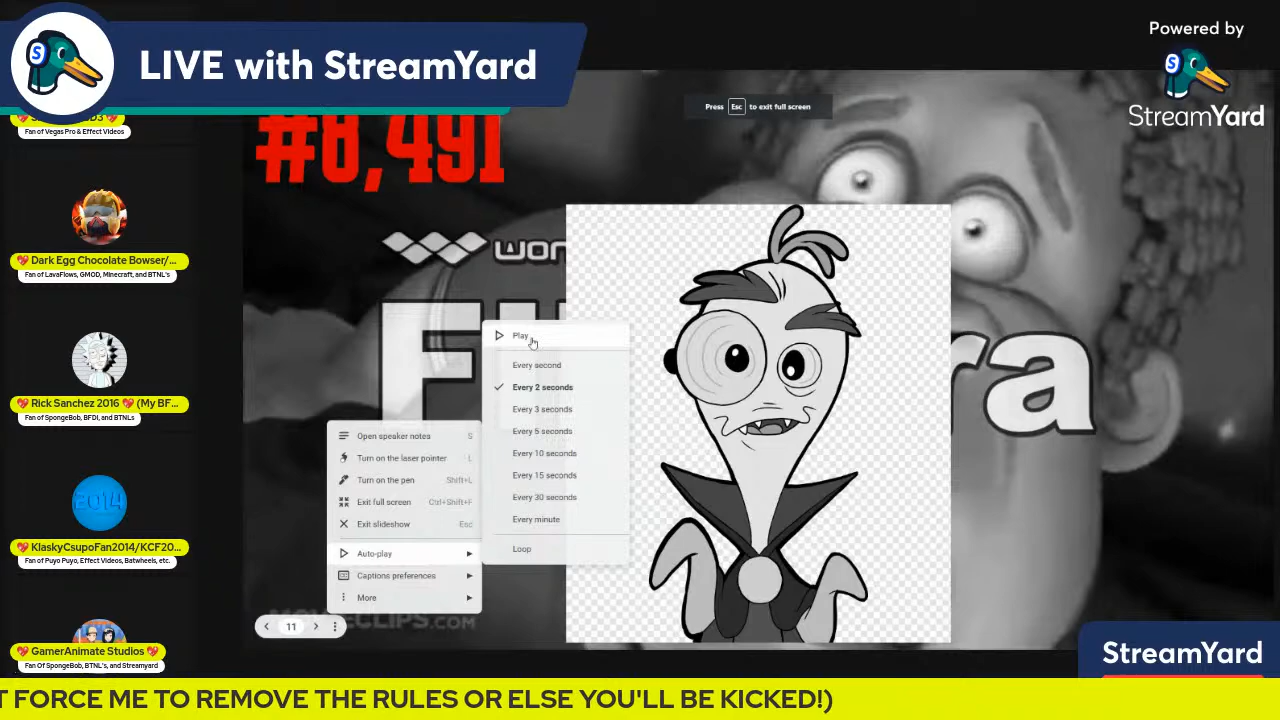 LIVE with StreamYard
Powered by
StreamYard
Press Esc to exit full screen
#8,491
Fan of Vegas Pro & Effect Videos
Dark Egg Chocolate Bowser/...
Fan of LavaFlows, GMOD, Minecraft, and BTNL's
Rick Sanchez 2016 💖 (My BF...
Fan of SpongeBob, BFDI, and BTNLs
2014
KlaskyCsupoFan2014/KCF20...
Fan of Puyo Puyo, Effect Videos, Batwheels, etc.
GamerAnimate Studios
Fan Of SpongeBob, BTNL's, and Streamyard
Play
Every second
Every 2 seconds
Every 3 seconds
Every 5 seconds
Every 10 seconds
Every 15 seconds
Every 30 seconds
Every minute
Loop
Open speaker notes S
Turn on the laser pointer L
Turn on the pen Shift+L
Exit full screen Ctrl+Shift+F
Exit slideshow Esc
Auto-play
Captions preferences
More
11
ra
StreamYard
FORCE ME TO REMOVE THE RULES OR ELSE YOU'LL BE KICKED!)